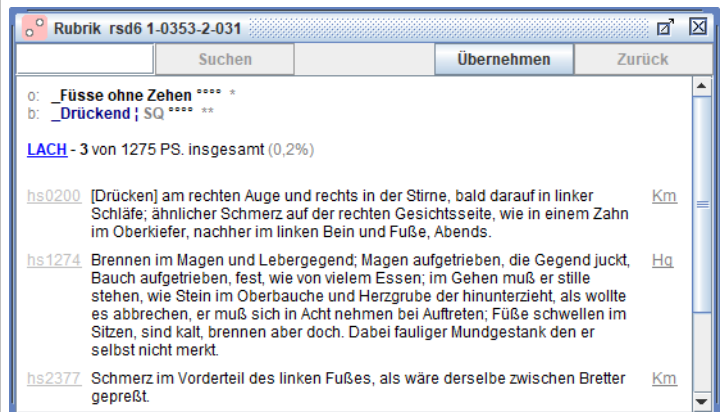 Rubrik rsd6 1-0353-2-031
Suchen Übernehmen Zurück
o: _Füsse ohne Zehen °°°° *
b: _Drückend ¦ SQ °°°° **
LACH - 3 von 1275 PS. insgesamt (0,2%)
hs0200 [Drücken] am rechten Auge und rechts in der Stirne, bald darauf in linker Km
Schläfe; ähnlicher Schmerz auf der rechten Gesichtsseite, wie in einem Zahn
im Oberkiefer, nachher im linken Bein und Fuße, Abends.
hs1274 Brennen im Magen und Lebergegend; Magen aufgetrieben, die Gegend juckt, Hg
Bauch aufgetrieben, fest, wie von vielem Essen; im Gehen muß er stille
stehen, wie Stein im Oberbauche und Herzgrube der hinunterzieht, als wollte
es abbrechen, er muß sich in Acht nehmen bei Auftreten; Füße schwellen im
Sitzen, sind kalt, brennen aber doch. Dabei fauliger Mundgestank den er
selbst nicht merkt.
hs2377 Schmerz im Vorderteil des linken Fußes, als wäre derselbe zwischen Bretter Km
gepreßt.